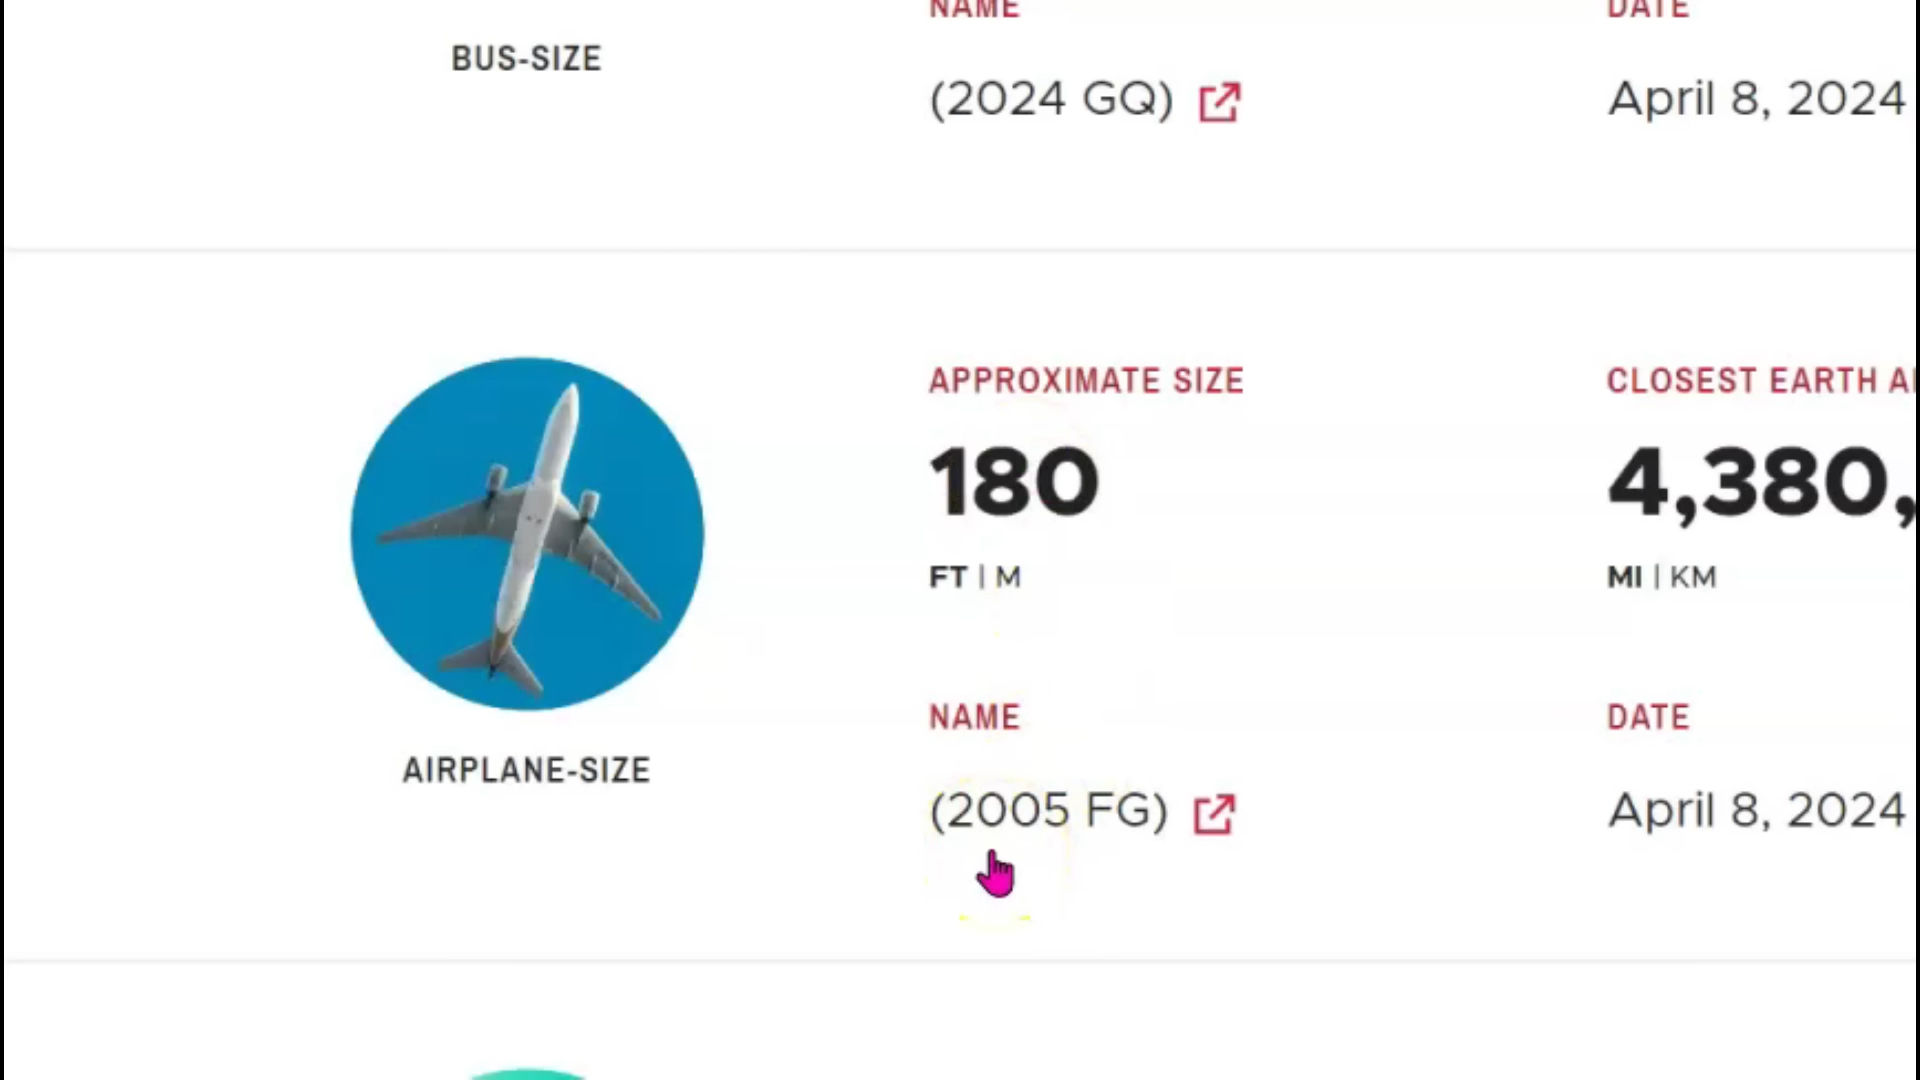 NAME
DATE
BUS-SIZE
(2024 GQ)
April 8, 2024
APPROXIMATE SIZE
CLOSEST EARTH
180
4,380,
FT | M
MI | KM
NAME
DATE
AIRPLANE-SIZE
(2005 FG)
April 8, 2024